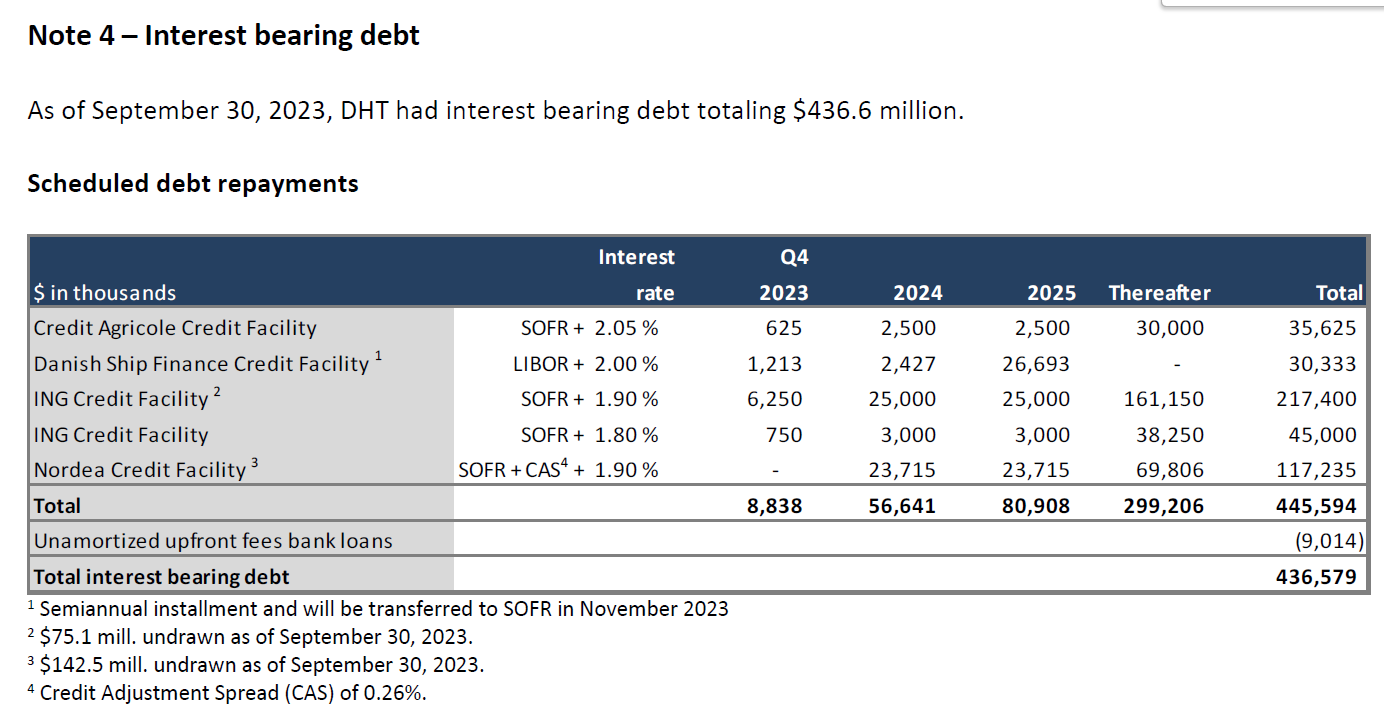 Note 4 – Interest bearing debt
As of September 30, 2023, DHT had interest bearing debt totaling $436.6 million.
Scheduled debt repayments
Interest Q4
$ in thousands rate 2023 2024 2025 Thereafter Total
Credit Agricole Credit Facility SOFR + 2.05 % 625 2,500 2,500 30,000 35,625
Danish Ship Finance Credit Facility 1 LIBOR + 2.00 % 1,213 2,427 26,693 - 30,333
ING Credit Facility 2 SOFR + 1.90 % 6,250 25,000 25,000 161,150 217,400
ING Credit Facility SOFR + 1.80 % 750 3,000 3,000 38,250 45,000
Nordea Credit Facility 3 SOFR + CAS4 + 1.90 % - 23,715 23,715 69,806 117,235
Total 8,838 56,641 80,908 299,206 445,594
Unamortized upfront fees bank loans (9,014)
Total interest bearing debt 436,579
1 Semiannual installment and will be transferred to SOFR in November 2023
2 $75.1 mill. undrawn as of September 30, 2023.
3 $142.5 mill. undrawn as of September 30, 2023.
4 Credit Adjustment Spread (CAS) of 0.26%.